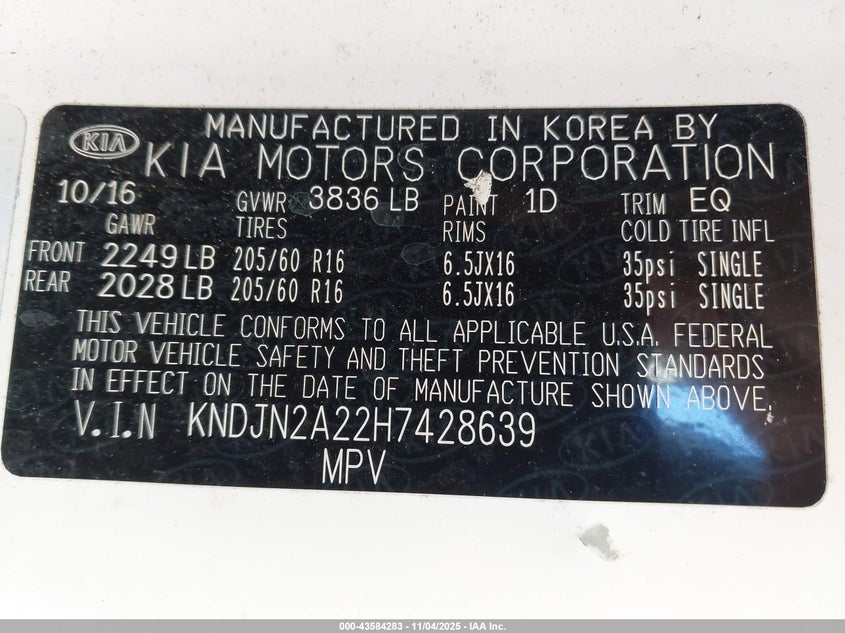 KIA
MANUFACTURED IN KOREA BY
KIA MOTORS CORPORATION
10/16 GVWR 3836 LB PAINT 1D TRIM EQ
GAWR TIRES RIMS COLD TIRE INFL
FRONT 2249 LB 205/60 R16 6.5JX16 35psi SINGLE
REAR 2028 LB 205/60 R16 6.5JX16 35psi SINGLE
THIS VEHICLE CONFORMS TO ALL APPLICABLE U.S.A. FEDERAL
MOTOR VEHICLE SAFETY AND THEFT PREVENTION STANDARDS
IN EFFECT ON THE DATE OF MANUFACTURE SHOWN ABOVE.
V.I.N KNDJN2A22H7428639
MPV
000-43584283 - 11/04/2025 - IAA Inc.